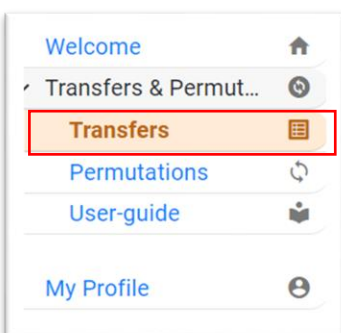 Welcome
Transfers & Permut...
Transfers
Permutations
User-guide
My Profile